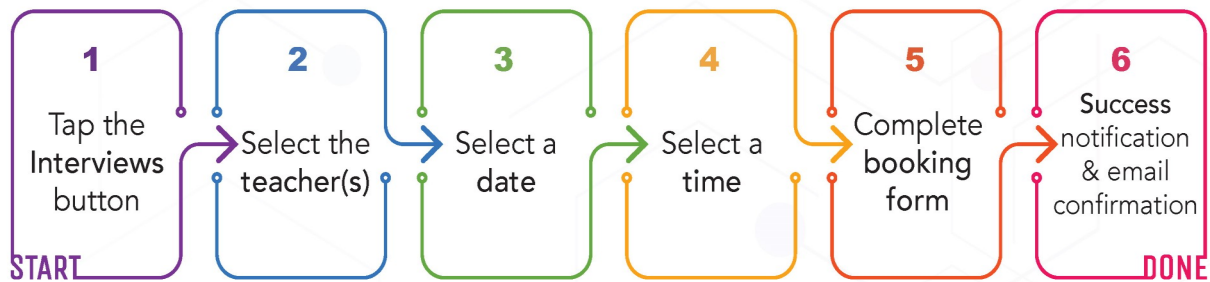 1
Tap the
Interviews
button
START
2
Select the
teacher(s)
3
Select a
date
4
Select a
time
5
Complete
booking
form
6
Success
notification
& email
confirmation
DONE